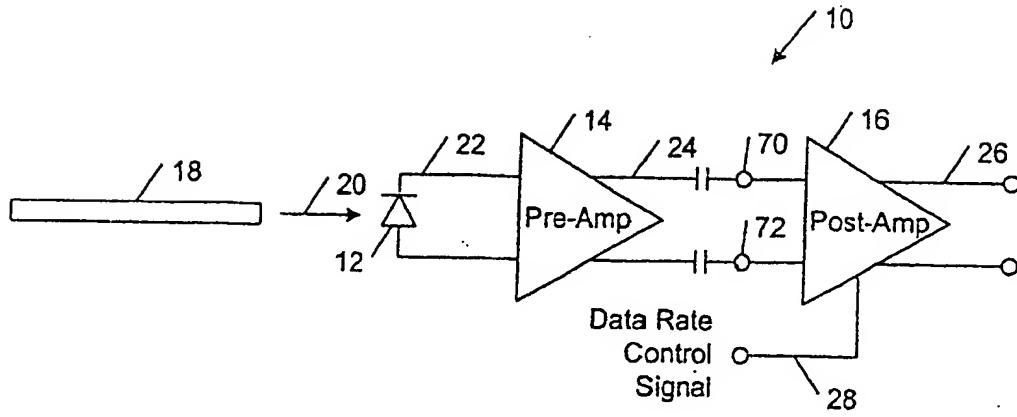 10
14
16
22
24
70
26
18
20
12
Pre-Amp
72
Post-Amp
Data Rate
Control
Signal
28